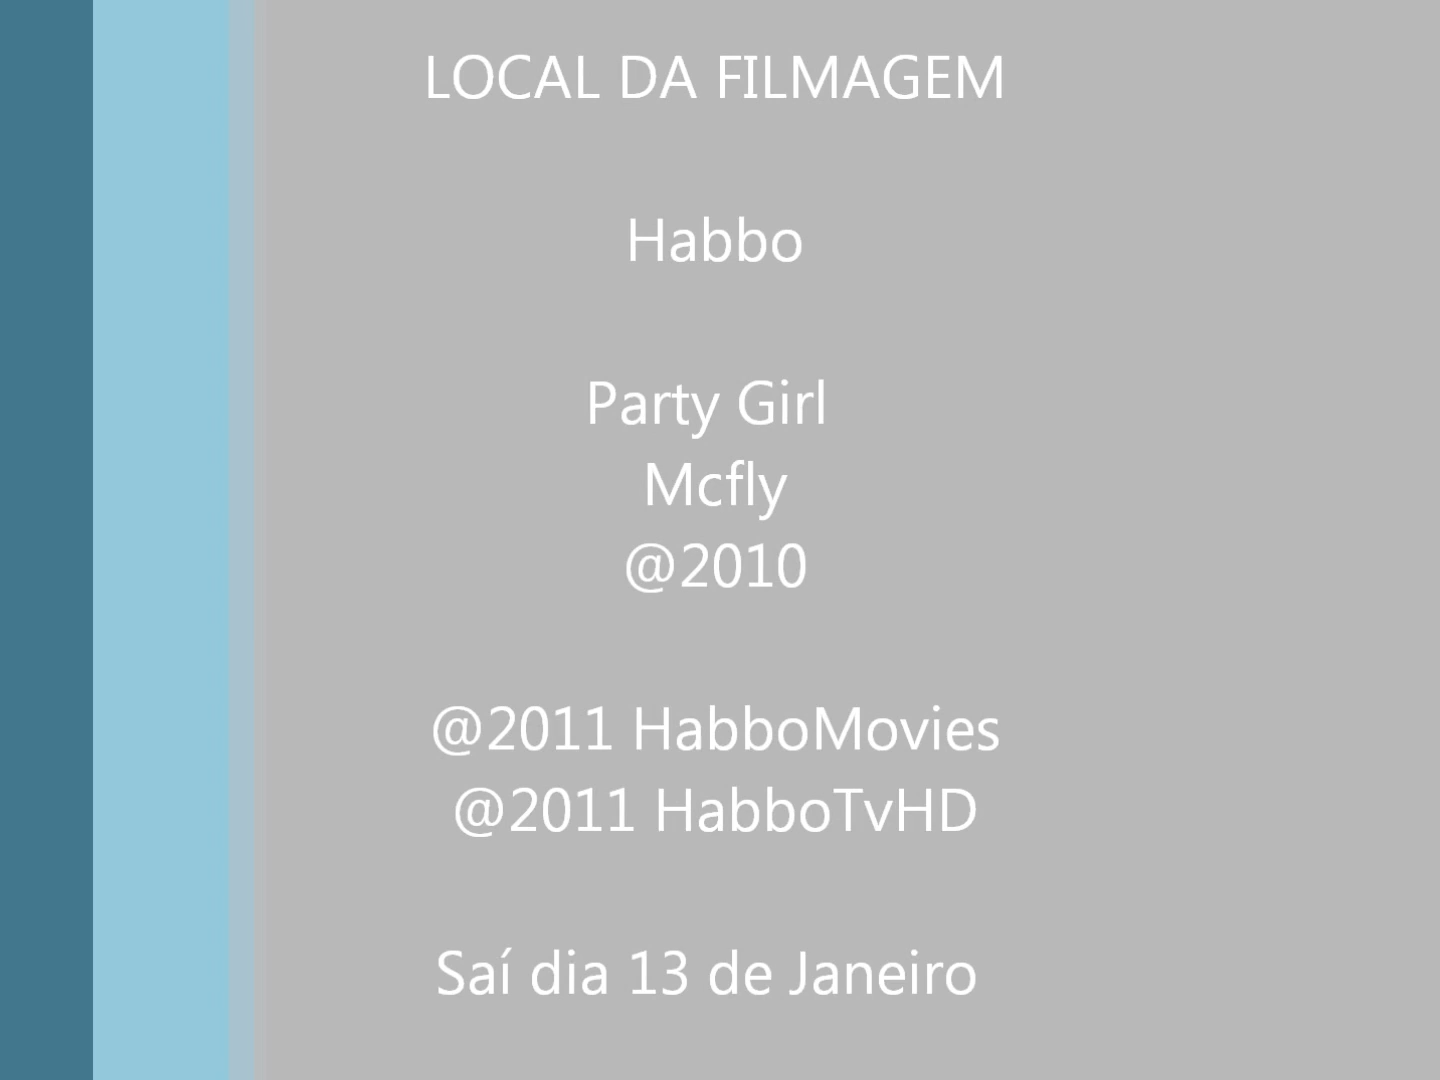 LOCAL DA FILMAGEM
Habbo
Party Girl
Mcfly
@2010
@2011 HabboMovies
@2011 HabboTvHD
Saí dia 13 de Janeiro